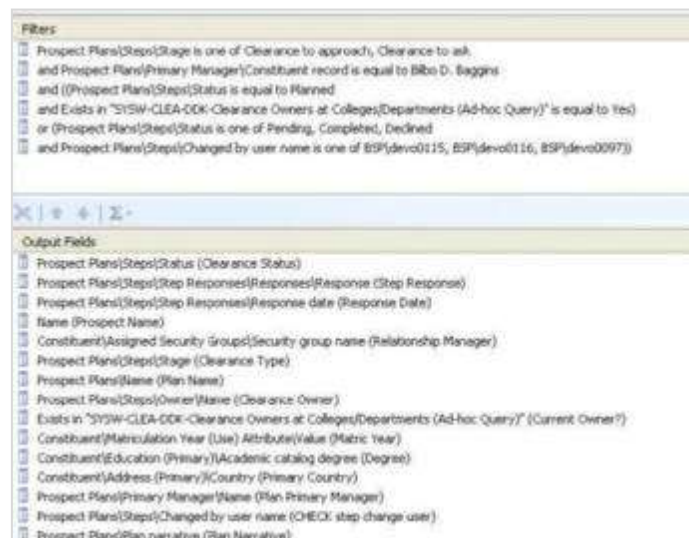 Filters
Prospect Plans\Steps\Stage is one of Clearance to approach, Clearance to ask
and Prospect Plans\Primary Manager\Constituent record is equal to Bilbo D. Baggins
and ((Prospect Plans\Steps\Status is equal to Planned
and Exists in "SYSW-CLEA-DDK-Clearance Owners at Colleges/Departments (Ad-hoc Query)" is equal to Yes)
or (Prospect Plans\Steps\Status is one of Pending, Completed, Declined
and Prospect Plans\Steps\Changed by user name is one of BSP\devo0115, BSP\devo0116, BSP\devo0097))
Output Fields
Prospect Plans\Steps\Status (Clearance Status)
Prospect Plans\Steps\Step Responses\Responses\Response (Step Response)
Prospect Plans\Steps\Step Responses\Response date (Response Date)
Name (Prospect Name)
Constituent\Assigned Security Groups\Security group name (Relationship Manager)
Prospect Plans\Steps\Stage (Clearance Type)
Prospect Plans\Name (Plan Name)
Prospect Plans\Steps\Owner\Name (Clearance Owner)
Exists in "SYSW-CLEA-DDK-Clearance Owners at Colleges/Departments (Ad-hoc Query)" (Current Owner?)
Constituent\Matriculation Year (Use) Attribute\Value (Matric Year)
Constituent\Education (Primary)\Academic catalog degree (Degree)
Constituent\Address (Primary)\Country (Primary Country)
Prospect Plans\Primary Manager\Name (Plan Primary Manager)
Prospect Plans\Steps\Changed by user name (CHECK step change user)
Prospect Plans\Plan narrative (Plan Narrative)